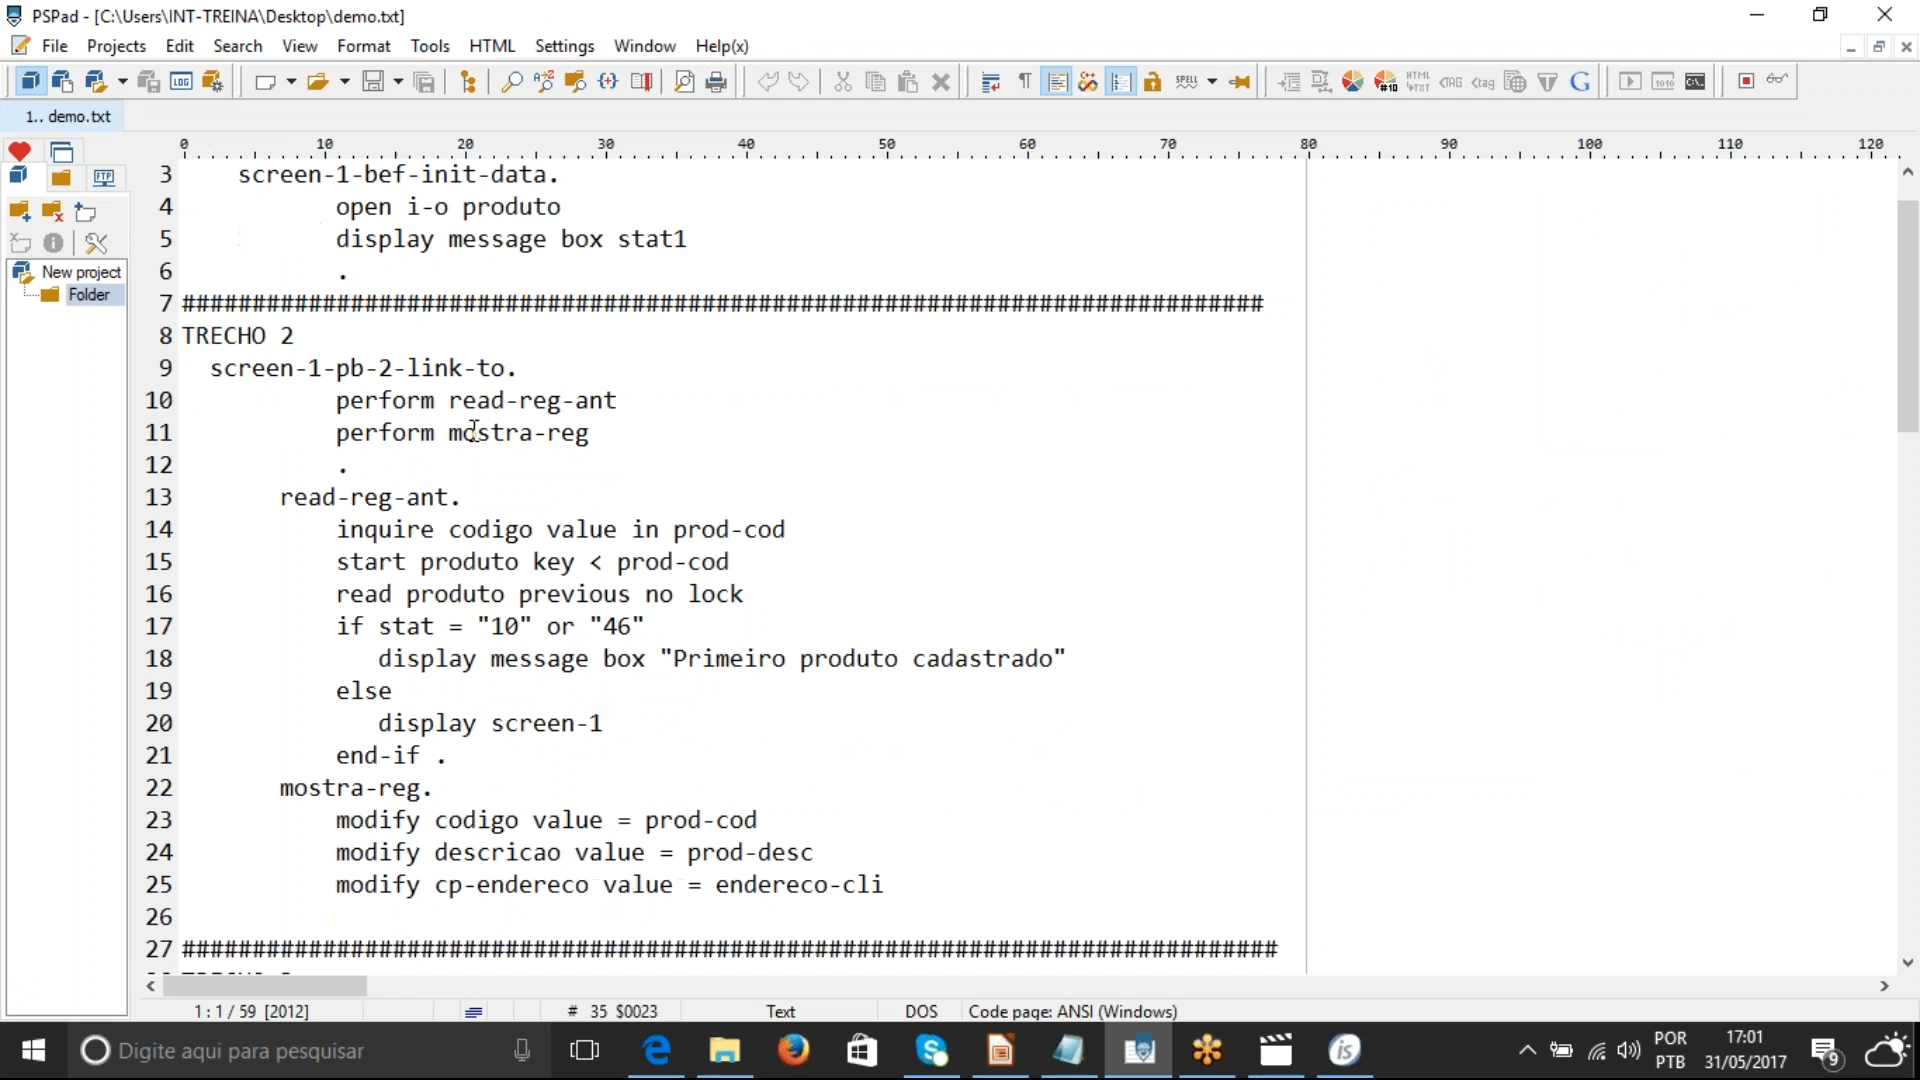 PSPad - [C:\Users\INT-TREINA\Desktop\demo.txt]
File Projects Edit Search View Format Tools HTML Settings Window Help(x)
1.. demo.txt
0 10 20 30 40 50 60 70 80 90 100 110 120
New project
Folder
3 screen-1-bef-init-data.
4 open i-o produto
5 display message box stat1
6 .
7 #############################################################################
8 TRECHO 2
9 screen-1-pb-2-link-to.
10 perform read-reg-ant
11 perform mostra-reg
12 .
13 read-reg-ant.
14 inquire codigo value in prod-cod
15 start produto key < prod-cod
16 read produto previous no lock
17 if stat = "10" or "46"
18 display message box "Primeiro produto cadastrado"
19 else
20 display screen-1
21 end-if .
22 mostra-reg.
23 modify codigo value = prod-cod
24 modify descricao value = prod-desc
25 modify cp-endereco value = endereco-cli
26
27 ##############################################################################
1 : 1 / 59 [2012] # 35 $0023 Text DOS Code page: ANSI (Windows)
Digite aqui para pesquisar
POR
PTB
17:01
31/05/2017
9